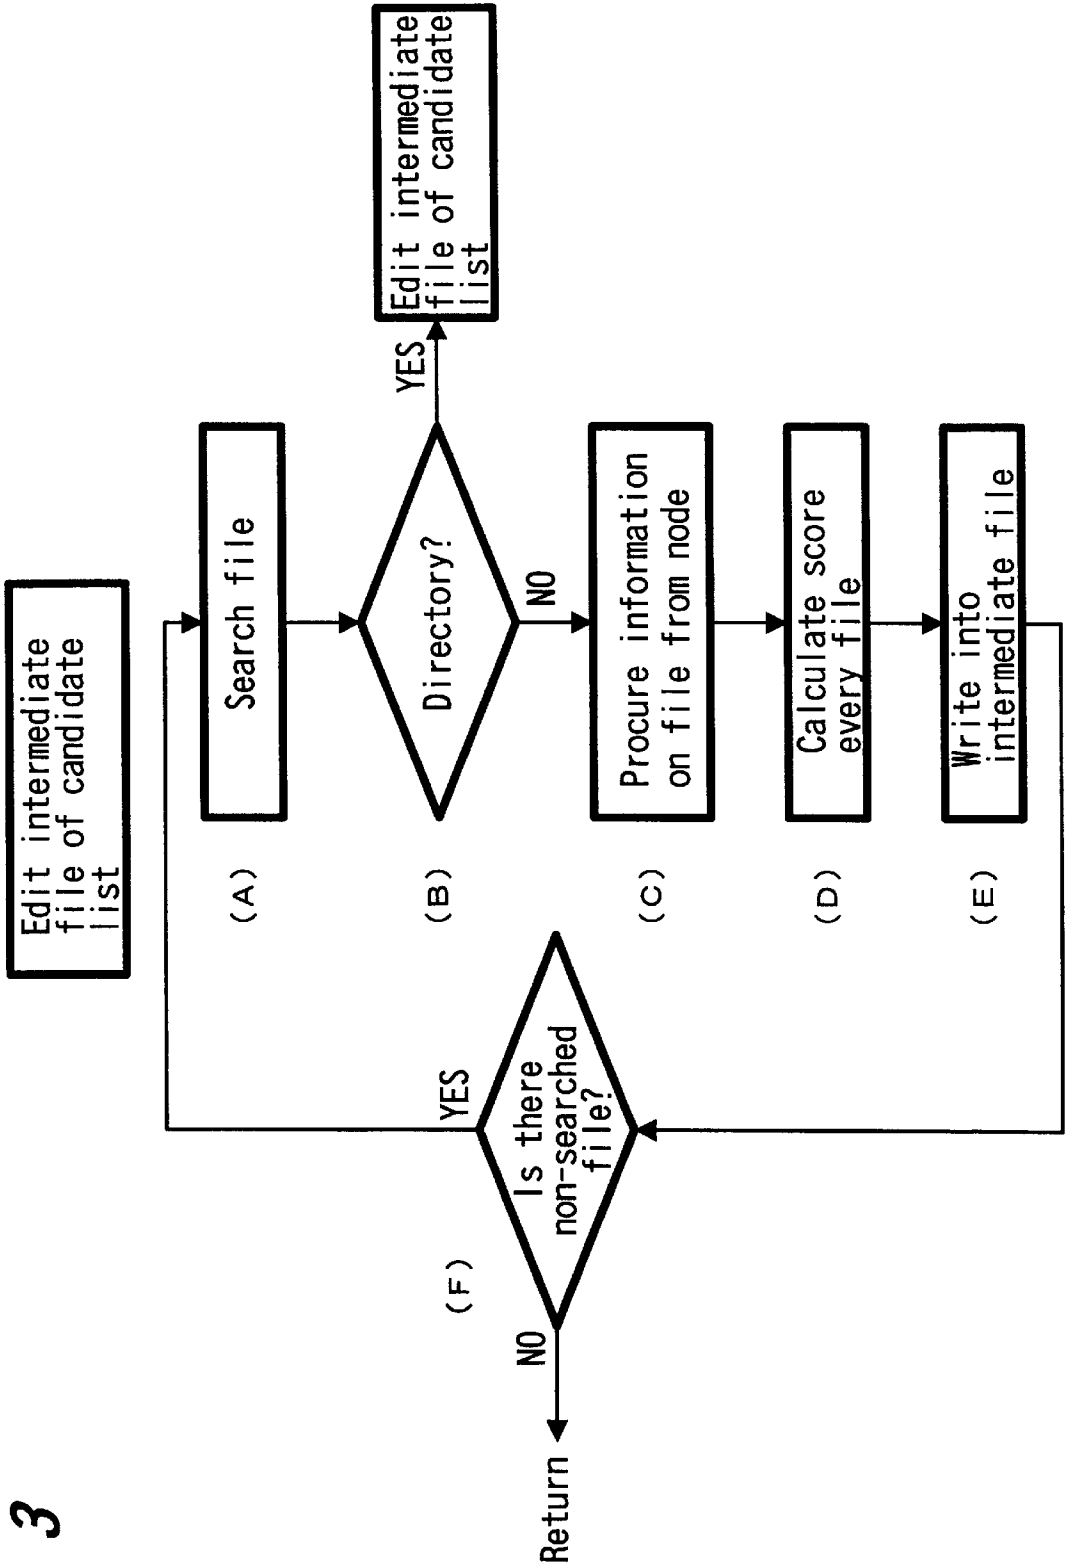 3
Edit intermediate
file of candidate
list
(A)
Search file
(B)
Directory?
YES
Edit intermediate
file of candidate
list
NO
(C)
Procure information
on file from node
(D)
Calculate score
every file
(E)
Write into
intermediate file
(F)
Is there
non-searched
file?
YES
NO
Return